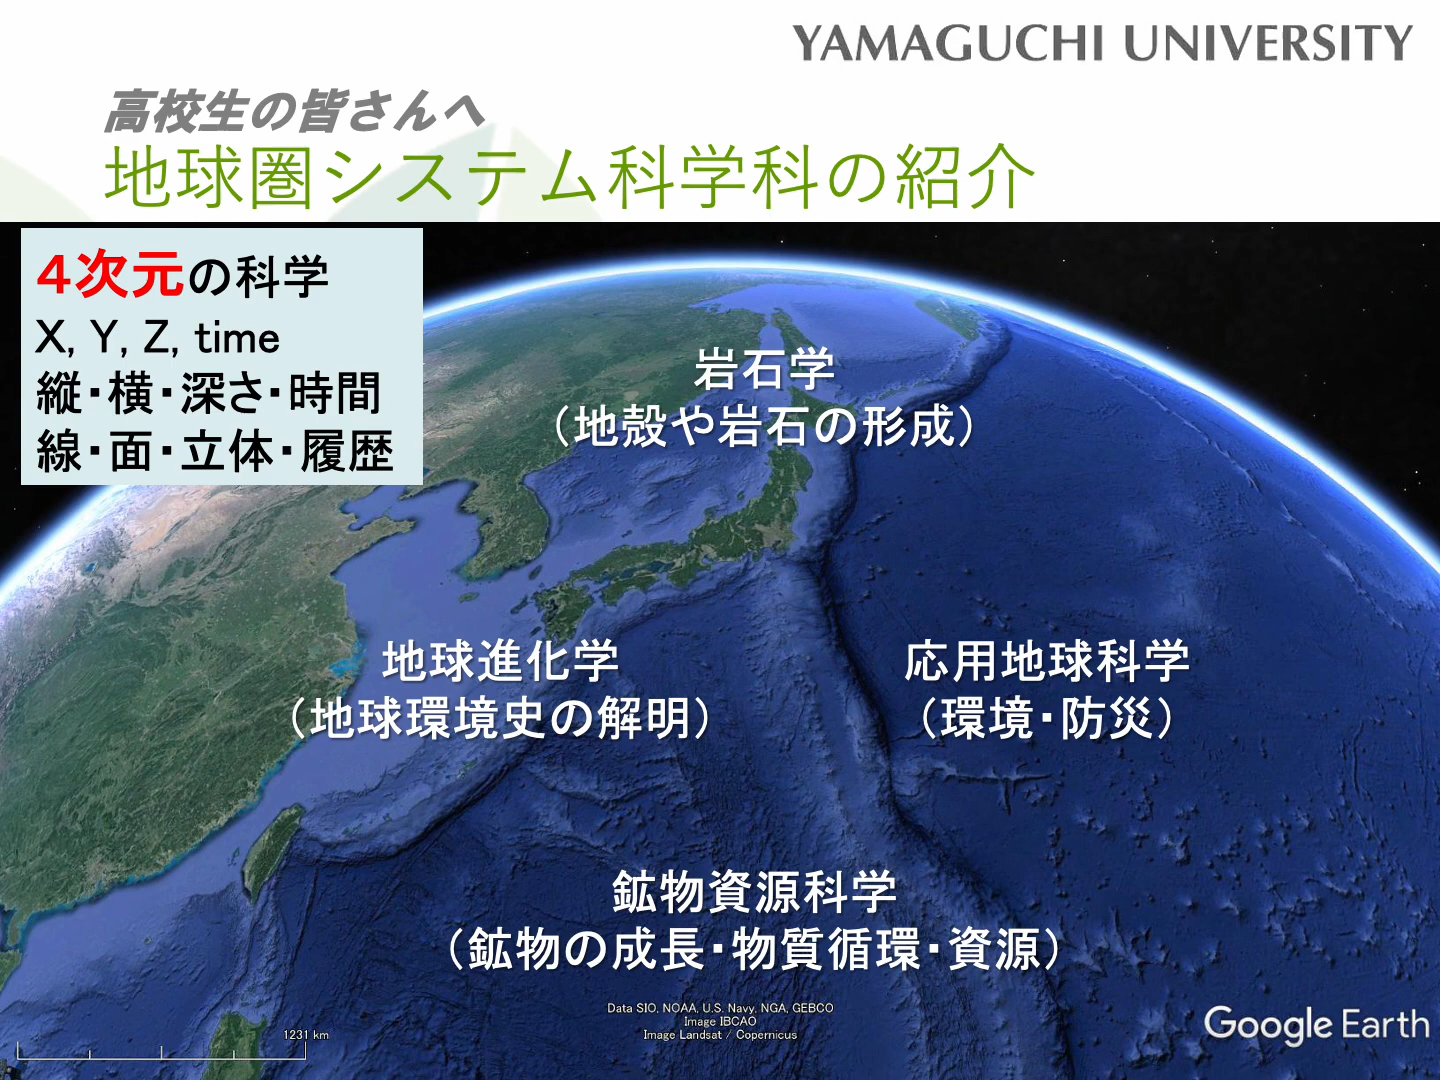 YAMAGUCHI UNIVERSITY
高校生の皆さんへ
地球圏システム科学科の紹介
４次元の科学
X, Y, Z, time
縦・横・深さ・時間
線・面・立体・履歴
岩石学
（地殻や岩石の形成）
地球進化学
（地球環境史の解明）
応用地球科学
（環境・防災）
鉱物資源科学
（鉱物の成長・物質循環・資源）
Data SIO, NOAA, U.S. Navy, NGA, GEBCO
Image IBCAO
Image Landsat / Copernicus
1231 km
Google Earth